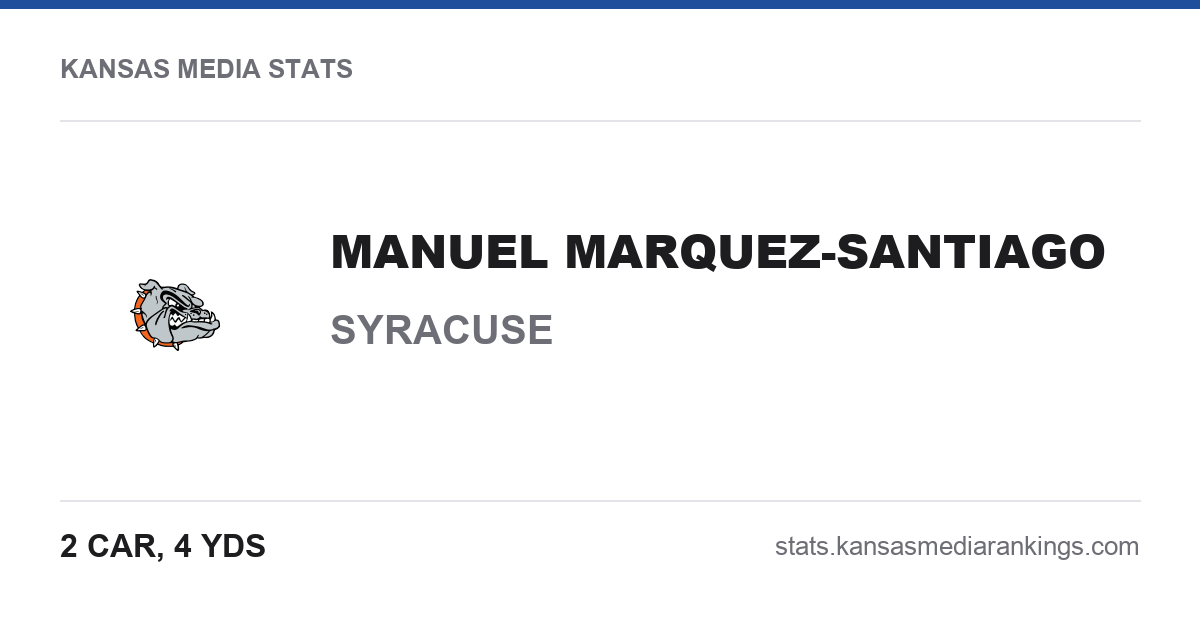 KANSAS MEDIA STATS
MANUEL MARQUEZ-SANTIAGO
SYRACUSE
2 CAR, 4 YDS
stats.kansasmediarankings.com